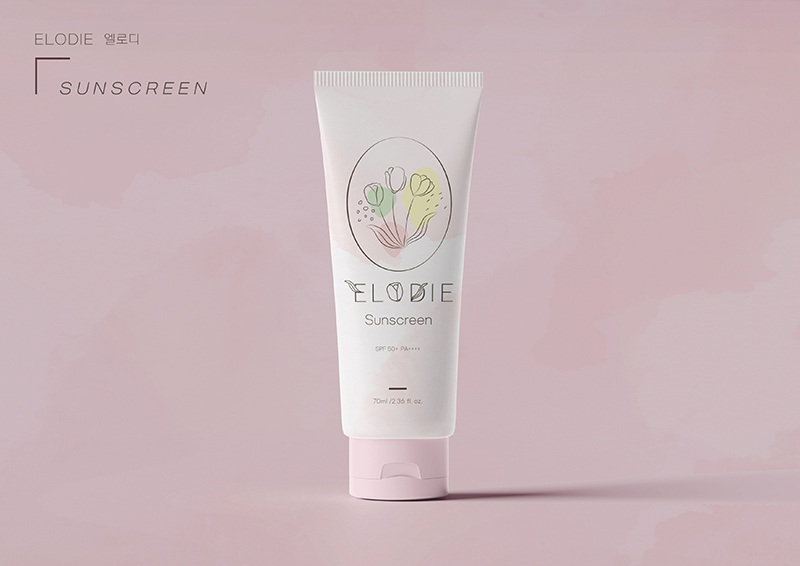 ELODIE 엘로디
SUNSCREEN
ELODIE
Sunscreen
SPF 50+ PA++++
70ml /2.36 fl. oz.